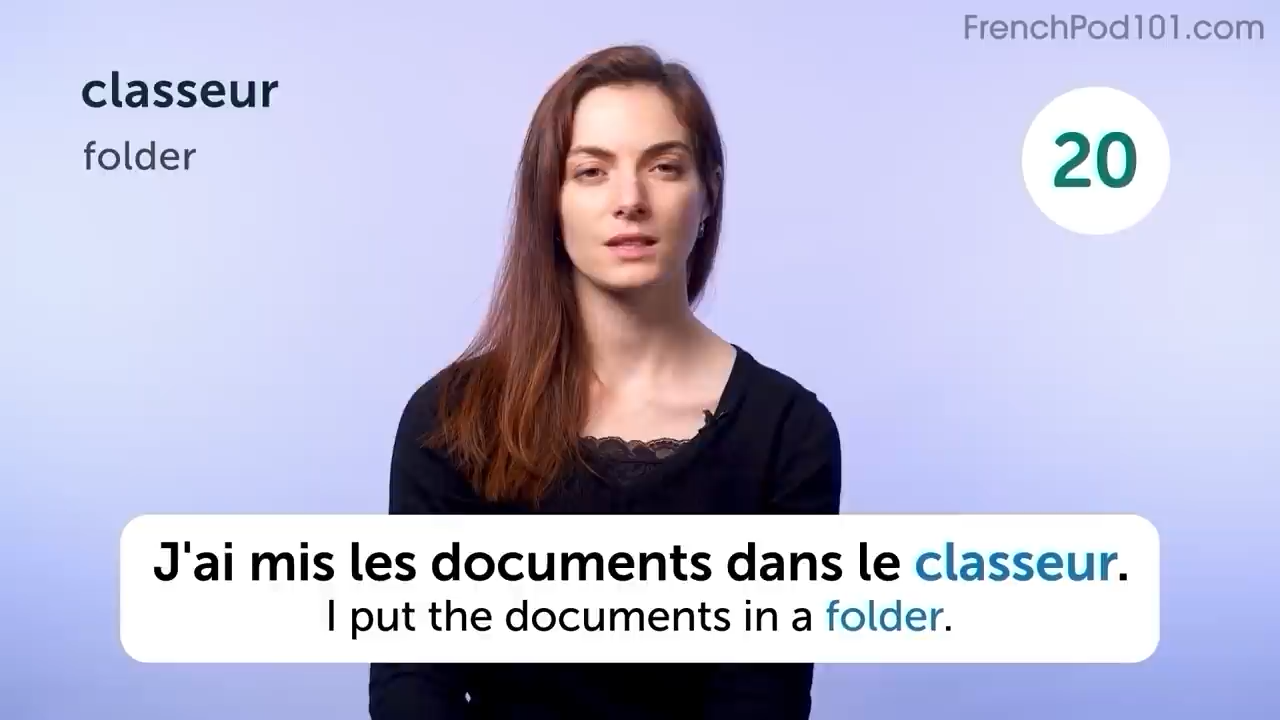 FrenchPod101.com
classeur
folder
20
J'ai mis les documents dans le classeur.
I put the documents in a folder.